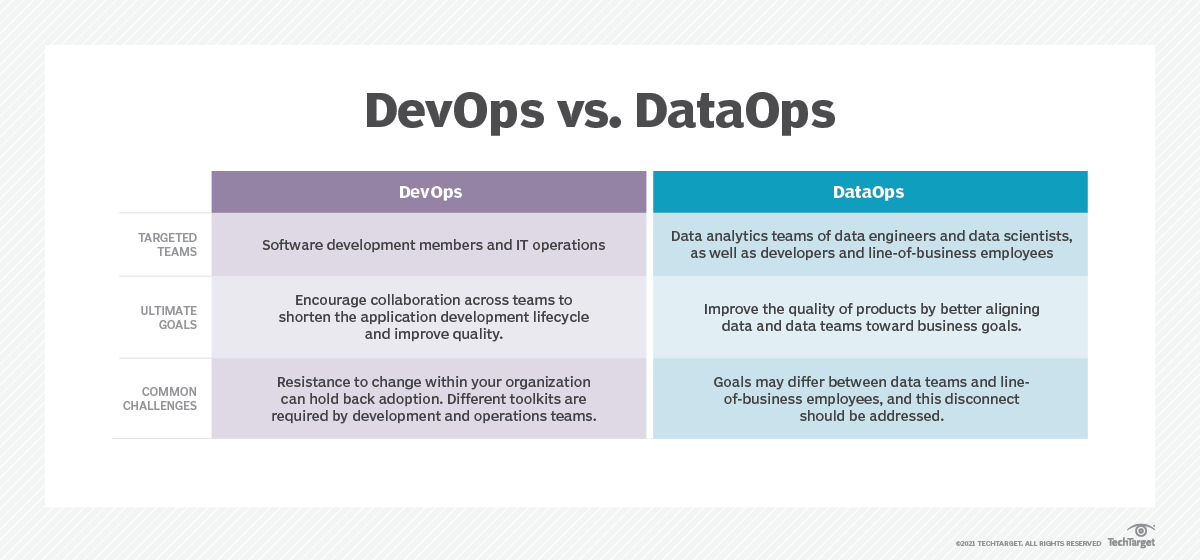 DevOps vs. DataOps
DevOps
DataOps
TARGETED
TEAMS
Software development members and IT operations
Data analytics teams of data engineers and data scientists,
as well as developers and line-of-business employees
ULTIMATE
GOALS
Encourage collaboration across teams to
shorten the application development lifecycle
and improve quality.
Improve the quality of products by better aligning
data and data teams toward business goals.
COMMON
CHALLENGES
Resistance to change within your organization
can hold back adoption. Different toolkits are
required by development and operations teams.
Goals may differ between data teams and line-
of-business employees, and this disconnect
should be addressed.
©2021 TECHTARGET. ALL RIGHTS RESERVED
TechTarget